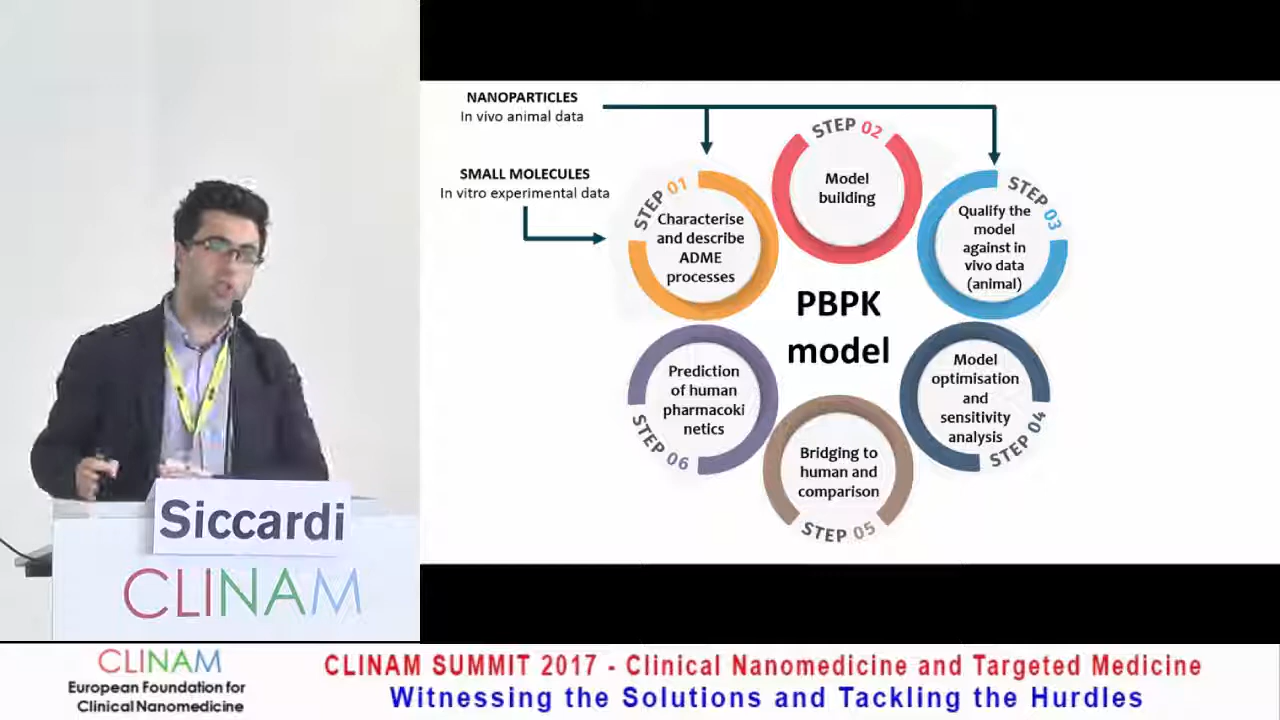 NANOPARTICLES
In vivo animal data
SMALL MOLECULES
In vitro experimental data
STEP 01
Characterise
and describe
ADME
processes
STEP 02
Model
building
STEP 03
Qualify the
model
against in
vivo data
(animal)
PBPK
model
STEP 04
Model
optimisation
and
sensitivity
analysis
STEP 05
Bridging to
human and
comparison
STEP 06
Prediction
of human
pharmacoki
netics
Siccardi
CLINAM
CLINAM
European Foundation for
Clinical Nanomedicine
CLINAM SUMMIT 2017 - Clinical Nanomedicine and Targeted Medicine
Witnessing the Solutions and Tackling the Hurdles